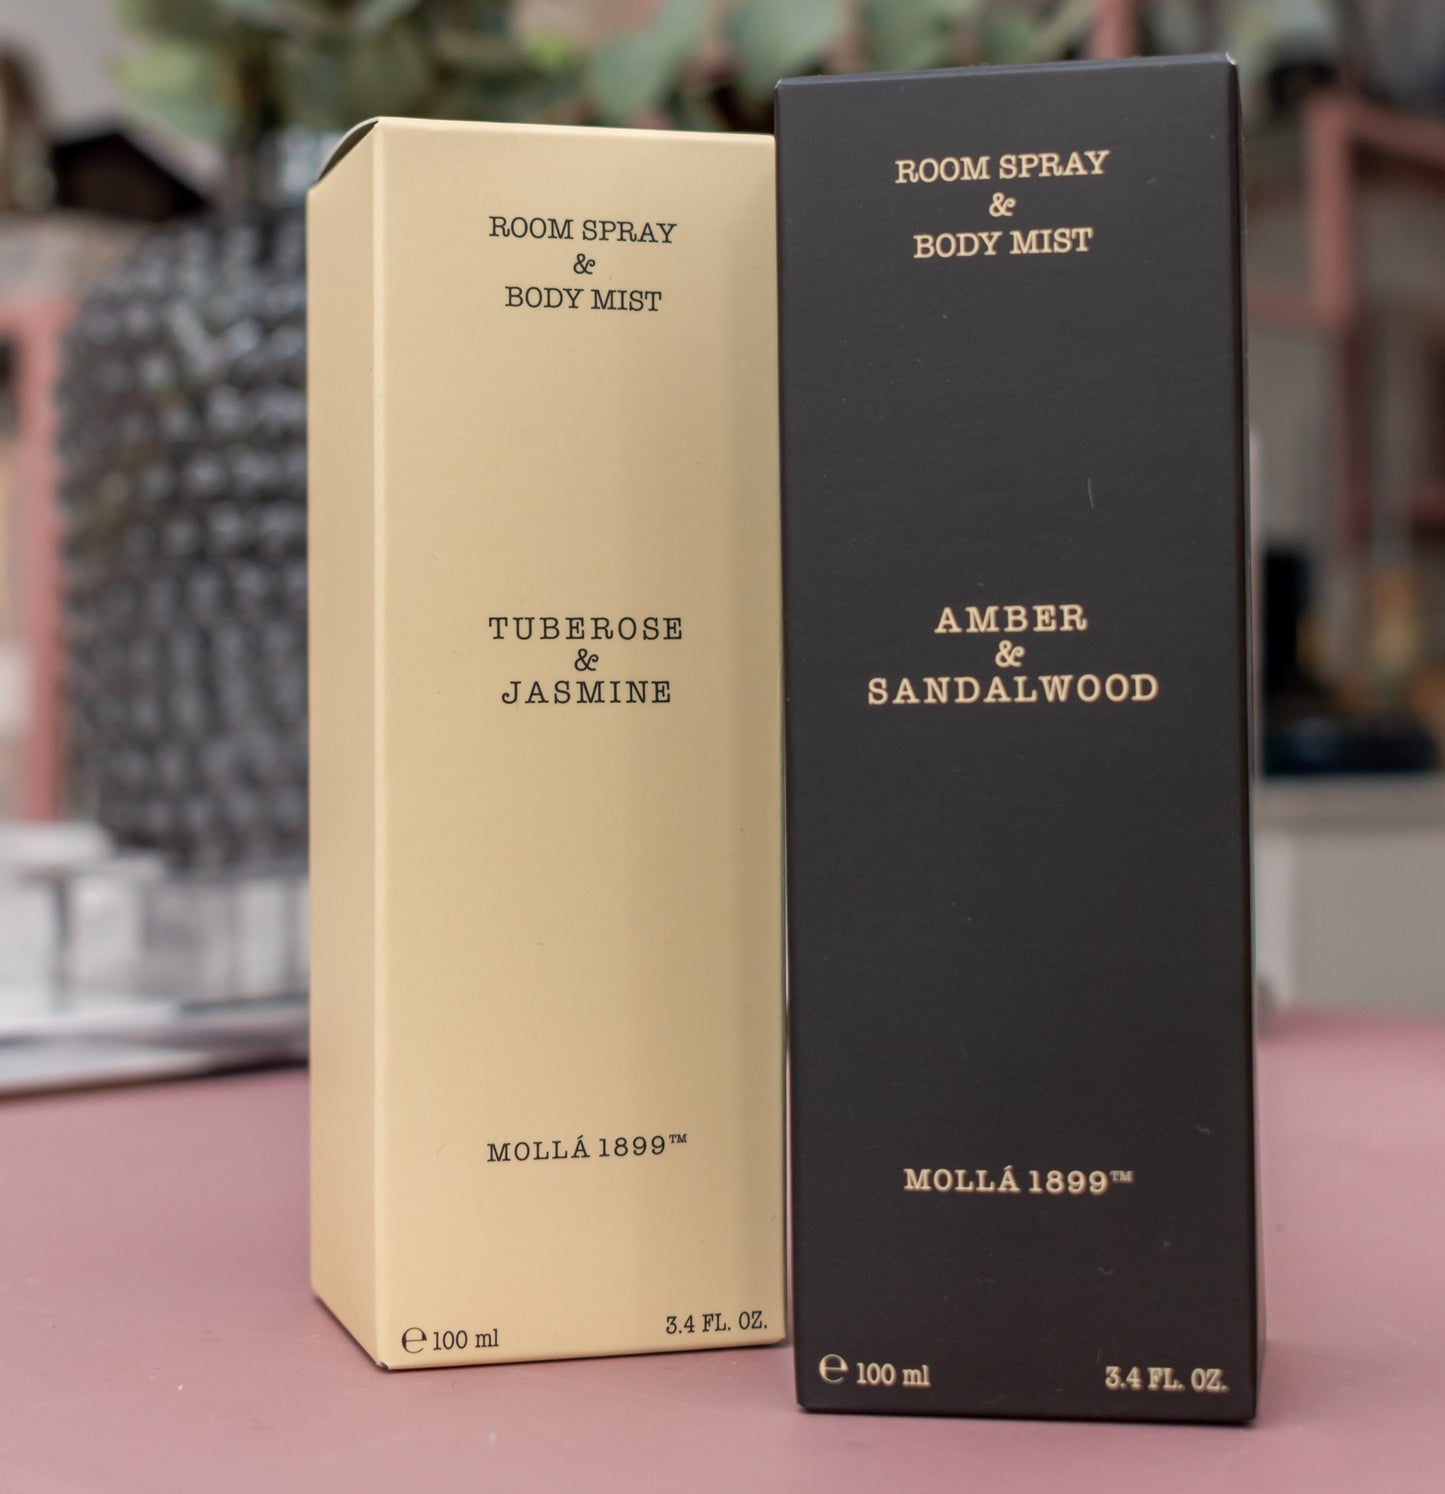 ROOM SPRAY
&
BODY MIST
TUBEROSE
&
JASMINE
MOLLÁ 1899™
℮ 100 ml
3.4 FL. OZ.
ROOM SPRAY
&
BODY MIST
AMBER
&
SANDALWOOD
MOLLÁ 1899™
℮ 100 ml
3.4 FL. OZ.